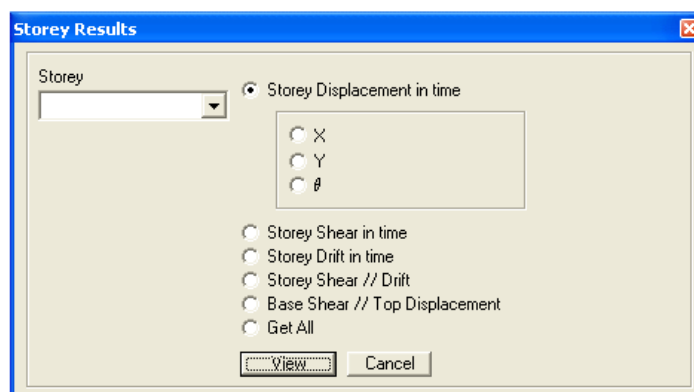 Storey Results
Storey
Storey Displacement in time
X
Y
θ
Storey Shear in time
Storey Drift in time
Storey Shear // Drift
Base Shear // Top Displacement
Get All
View Cancel